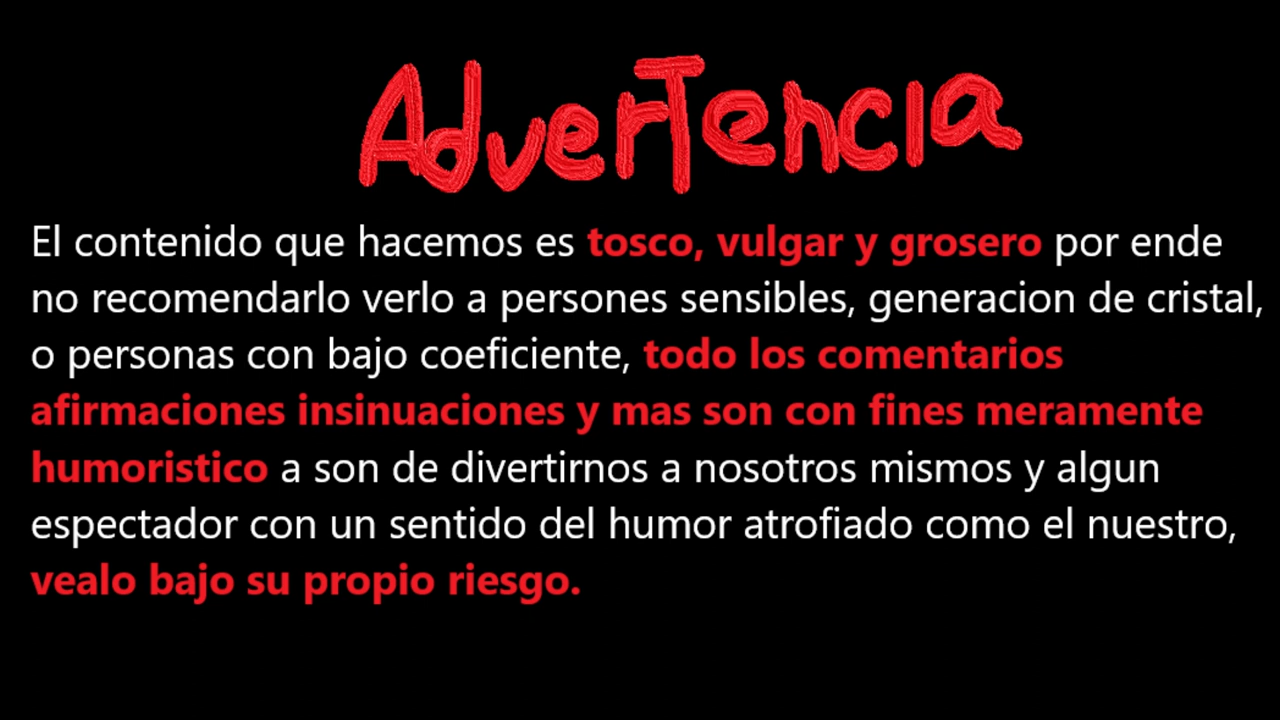 AdverTencia
El contenido que hacemos es tosco, vulgar y grosero por ende
no recomendarlo verlo a persones sensibles, generacion de cristal,
o personas con bajo coeficiente, todo los comentarios
afirmaciones insinuaciones y mas son con fines meramente
humoristico a son de divertirnos a nosotros mismos y algun
espectador con un sentido del humor atrofiado como el nuestro,
vealo bajo su propio riesgo.